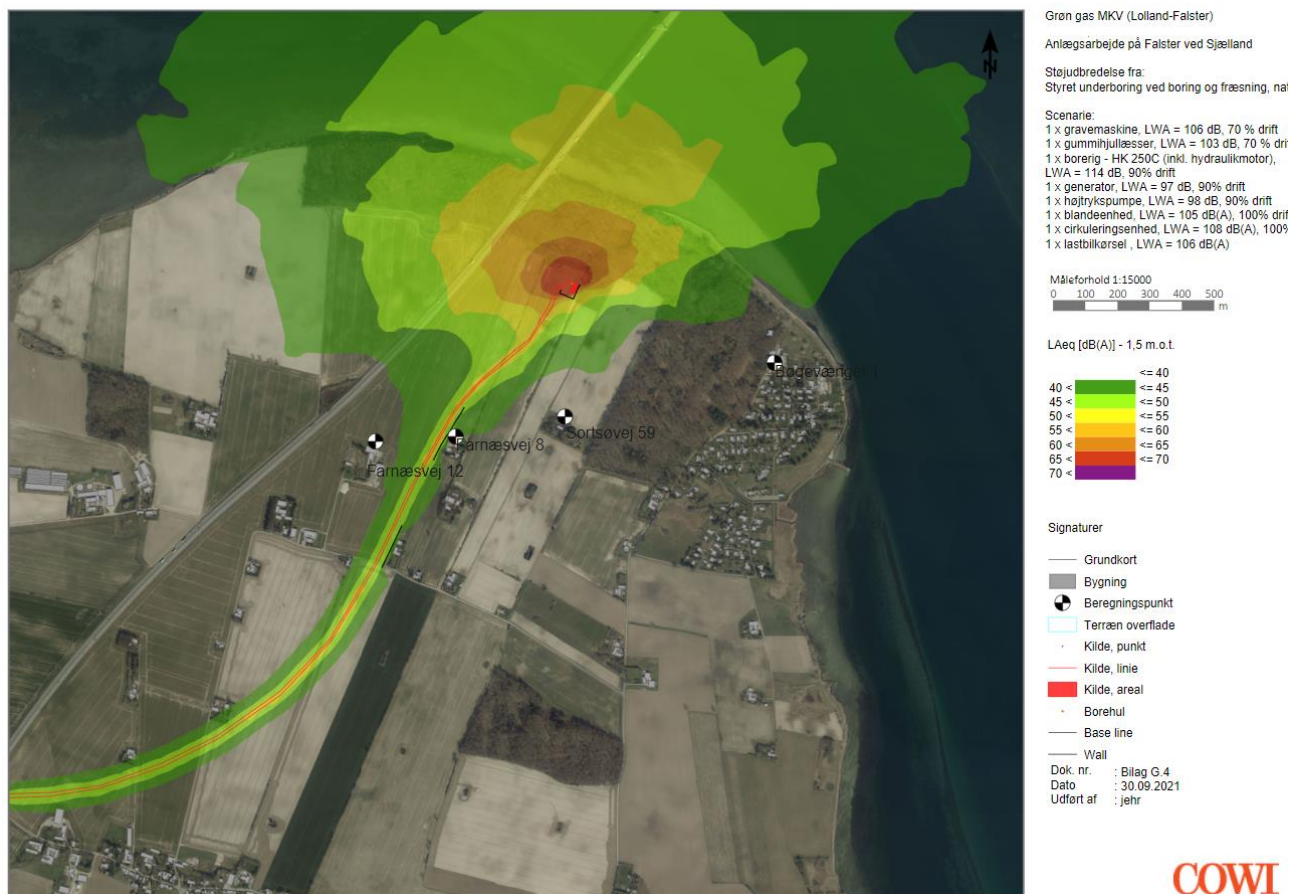 Grøn gas MKV (Lolland-Falster)
Anlægsarbejde på Falster ved Sjælland
Støjudbredelse fra:
Styret underboring ved boring og fræsning, nat
Scenarie:
1 x gravemaskine, LWA = 106 dB, 70 % drift
1 x gummihjullæsser, LWA = 103 dB, 70 % drif
1 x borerig - HK 250C (inkl. hydraulikmotor),
LWA = 114 dB, 90% drift
1 x generator, LWA = 97 dB, 90% drift
1 x højtrykspumpe, LWA = 98 dB, 90% drift
1 x blandeenhed, LWA = 105 dB(A), 100% drif
1 x cirkuleringsenhed, LWA = 108 dB(A), 100%
1 x lastbilkørsel , LWA = 106 dB(A)
Måleforhold 1:15000
0 100 200 300 400 500
m
LAeq [dB(A)] - 1,5 m.o.t.
<= 40
40 < <= 45
45 < <= 50
50 < <= 55
55 < <= 60
60 < <= 65
65 < <= 70
70 <
Signaturer
Grundkort
Bygning
Beregningspunkt
Terræn overflade
Kilde, punkt
Kilde, linie
Kilde, areal
Borehul
Base line
Wall
Dok. nr. : Bilag G.4
Dato : 30.09.2021
Udført af : jehr
COWI
N
Bøgevænget 1
Sortsøvej 59
Farnæsvej 8
Farnæsvej 12